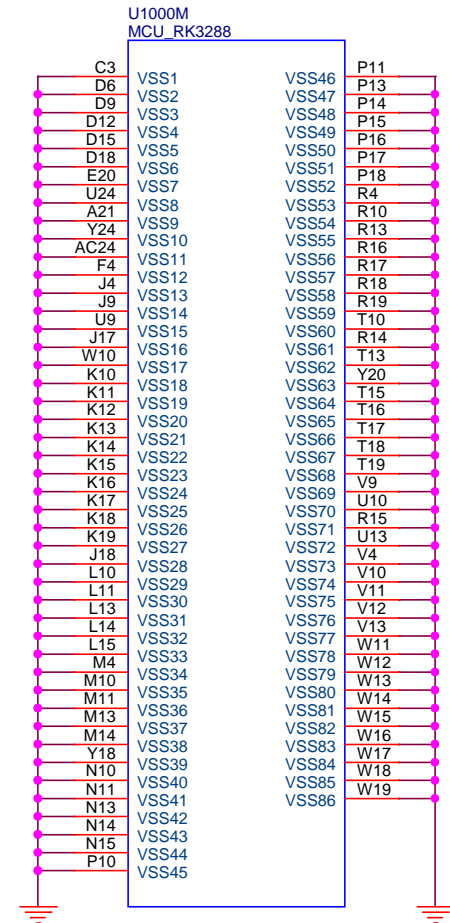 U1000M
MCU_RK3288
C3 VSS1 VSS46 P11
D6 VSS2 VSS47 P13
D9 VSS3 VSS48 P14
D12 VSS4 VSS49 P15
D15 VSS5 VSS50 P16
D18 VSS6 VSS51 P17
E20 VSS7 VSS52 P18
U24 VSS8 VSS53 R4
A21 VSS9 VSS54 R10
Y24 VSS10 VSS55 R13
AC24 VSS11 VSS56 R16
F4 VSS12 VSS57 R17
J4 VSS13 VSS58 R18
J9 VSS14 VSS59 R19
U9 VSS15 VSS60 T10
J17 VSS16 VSS61 R14
W10 VSS17 VSS62 T13
K10 VSS18 VSS63 Y20
K11 VSS19 VSS64 T15
K12 VSS20 VSS65 T16
K13 VSS21 VSS66 T17
K14 VSS22 VSS67 T18
K15 VSS23 VSS68 T19
K16 VSS24 VSS69 V9
K17 VSS25 VSS70 U10
K18 VSS26 VSS71 R15
K19 VSS27 VSS72 U13
J18 VSS28 VSS73 V4
L10 VSS29 VSS74 V10
L11 VSS30 VSS75 V11
L13 VSS31 VSS76 V12
L14 VSS32 VSS77 V13
L15 VSS33 VSS78 W11
M4 VSS34 VSS79 W12
M10 VSS35 VSS80 W13
M11 VSS36 VSS81 W14
M13 VSS37 VSS82 W15
M14 VSS38 VSS83 W16
Y18 VSS39 VSS84 W17
N10 VSS40 VSS85 W18
N11 VSS41 VSS86 W19
N13 VSS42
N14 VSS43
N15 VSS44
P10 VSS45